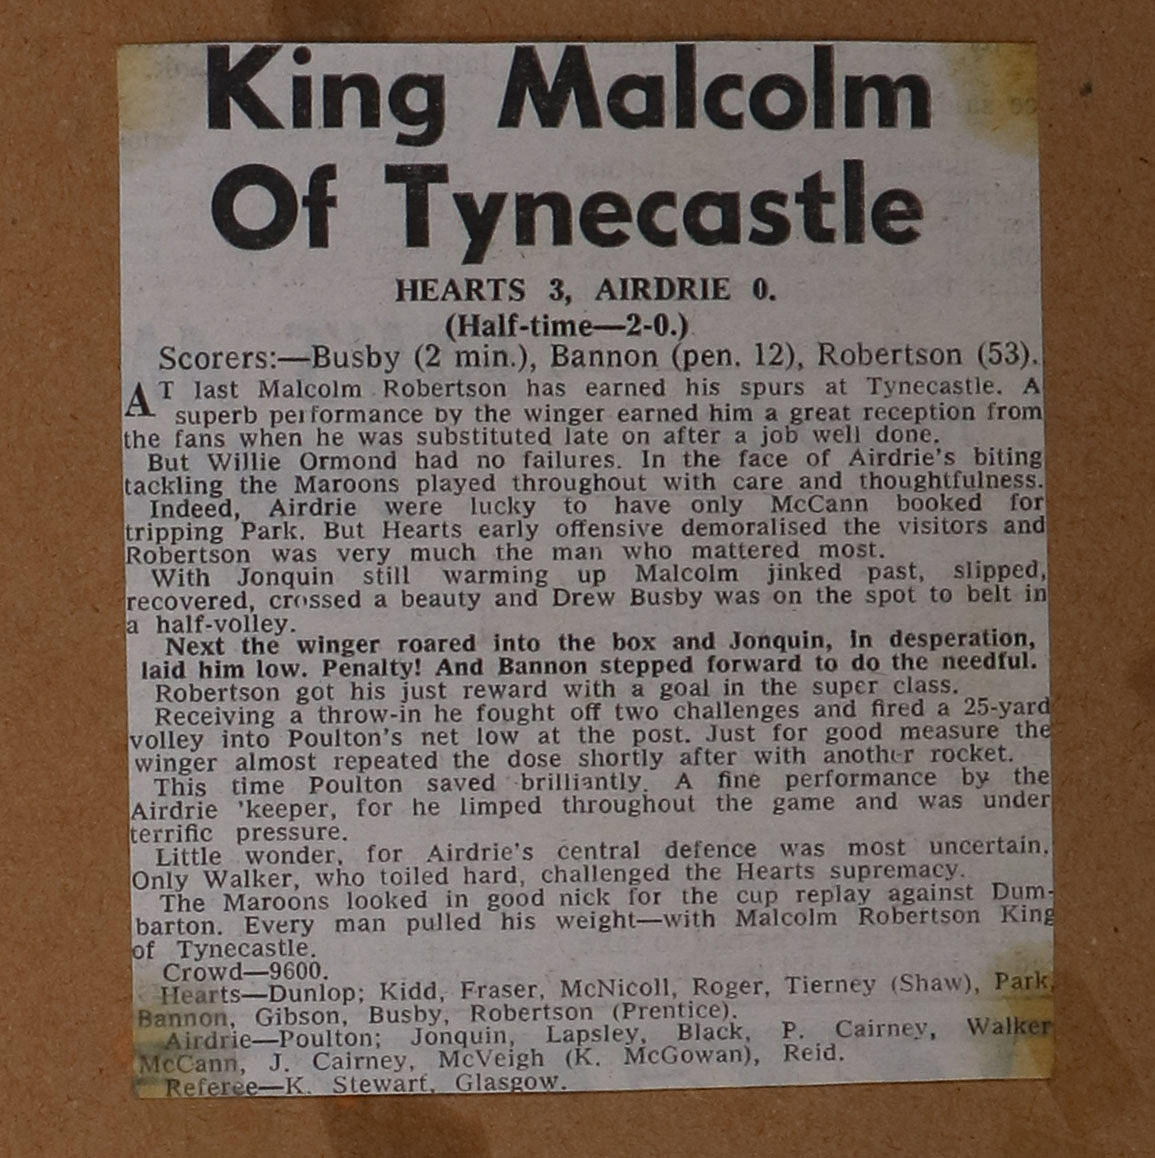 King Malcolm
Of Tynecastle
HEARTS 3, AIRDRIE 0.
(Half-time—2-0.)
Scorers:—Busby (2 min.), Bannon (pen. 12), Robertson (53).
AT last Malcolm Robertson has earned his spurs at Tynecastle. A
superb performance by the winger earned him a great reception from
the fans when he was substituted late on after a job well done.
But Willie Ormond had no failures. In the face of Airdrie's biting
tackling the Maroons played throughout with care and thoughtfulness.
Indeed, Airdrie were lucky to have only McCann booked for
tripping Park. But Hearts early offensive demoralised the visitors and
Robertson was very much the man who mattered most.
With Jonquin still warming up Malcolm jinked past, slipped,
recovered, crossed a beauty and Drew Busby was on the spot to belt in
a half-volley.
Next the winger roared into the box and Jonquin, in desperation,
laid him low. Penalty! And Bannon stepped forward to do the needful.
Robertson got his just reward with a goal in the super class.
Receiving a throw-in he fought off two challenges and fired a 25-yard
volley into Poulton's net low at the post. Just for good measure the
winger almost repeated the dose shortly after with another rocket.
This time Poulton saved brilliantly. A fine performance by the
Airdrie 'keeper, for he limped throughout the game and was under
terrific pressure.
Little wonder, for Airdrie's central defence was most uncertain.
Only Walker, who toiled hard, challenged the Hearts supremacy.
The Maroons looked in good nick for the cup replay against Dum-
barton. Every man pulled his weight—with Malcolm Robertson King
of Tynecastle.
Crowd—9600.
Hearts—Dunlop; Kidd, Fraser, McNicoll, Roger, Tierney (Shaw), Park,
Bannon, Gibson, Busby, Robertson (Prentice).
Airdrie—Poulton; Jonquin, Lapsley, Black, P. Cairney, Walker
McCann, J. Cairney, McVeigh (K. McGowan), Reid.
Referee—K. Stewart, Glasgow.